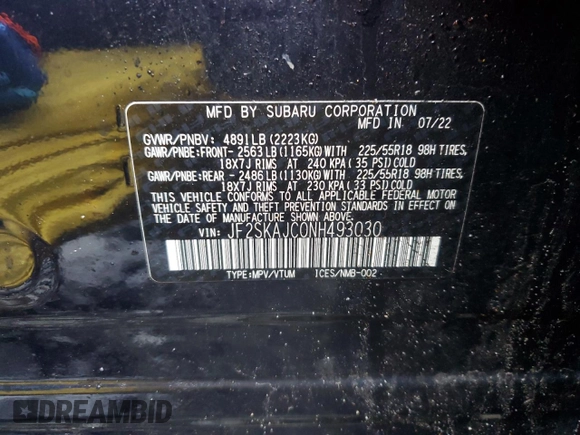 MFD BY SUBARU CORPORATION
MFD IN 07/22
GVWR/PNBV: 4891LB(2223KG)
GAWR/PNBE:FRONT-2563LB(1165KG)WITH 225/55R18 98H TIRES,
18X7J RIMS AT 240 KPA(35 PSI)COLD
GAWR/PNBE:REAR -2486LB(1130KG)WITH 225/55R18 98H TIRES,
18X7J RIMS AT 230 KPA(33 PSI)COLD
THIS VEHICLE CONFORMS TO ALL APPLICABLE FEDERAL MOTOR
VEHICLE SAFETY AND THEFT PREVENTION STANDARDS IN EFFECT ON
THE DATE OF MANUFACTURE SHOWN ABOVE.
VIN: JF2SKAJC0NH493030
TYPE:MPV/VTUM ICES/NMB-002
DREAMBID